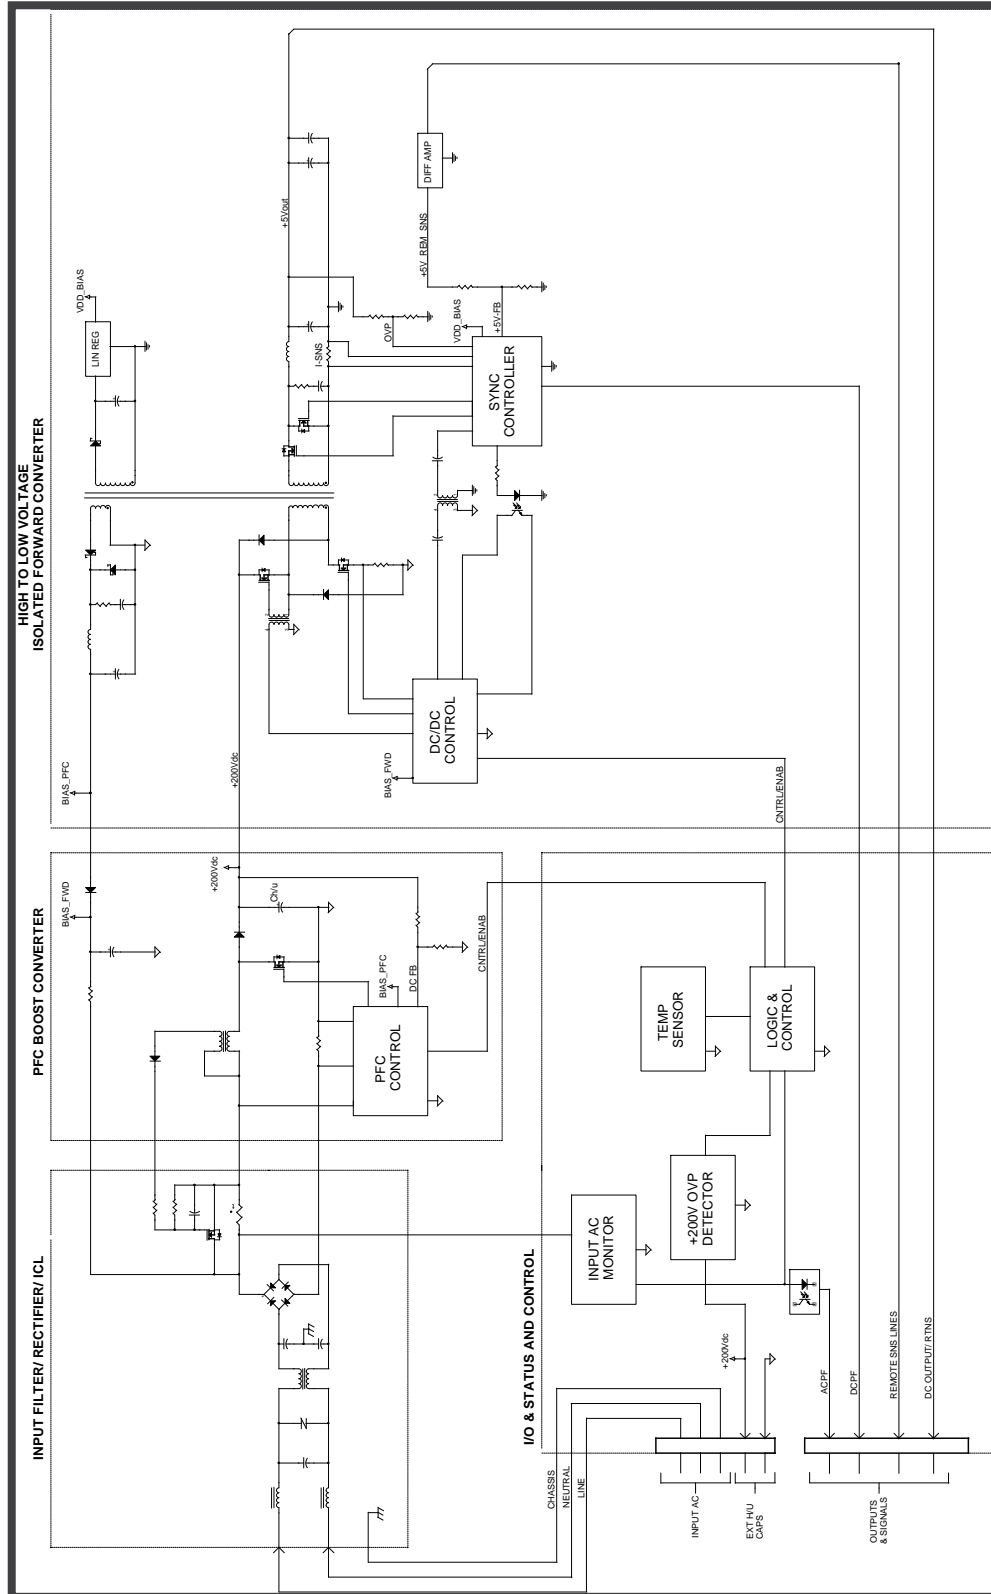 INPUT FILTER/ RECTIFIER/ ICL
PFC BOOST CONVERTER
BIAS_FWD
+200Vdc
Ch/u
BIAS_PFC
DC FB
PFC
CONTROL
CNTRL/ENAB
HIGH TO LOW VOLTAGE
ISOLATED FORWARD CONVERTER
BIAS_PFC
+200Vdc
BIAS_FWD
DC/DC
CONTROL
CNTRL/ENAB
LIN REG
VDD_BIAS
+5Vout
I-SNS
OVP
VDD_BIAS
+5V-FB
SYNC
CONTROLLER
+5V REM SNS
DIFF AMP
I/O & STATUS AND CONTROL
INPUT AC
MONITOR
+200V OVP
DETECTOR
TEMP
SENSOR
LOGIC &
CONTROL
CHASSIS
NEUTRAL
LINE
+200Vdc
INPUT AC
EXT H/U
CAPS
ACPF
DCPF
REMOTE SNS LINES
DC OUTPUT/ RTNS
OUTPUTS
& SIGNALS